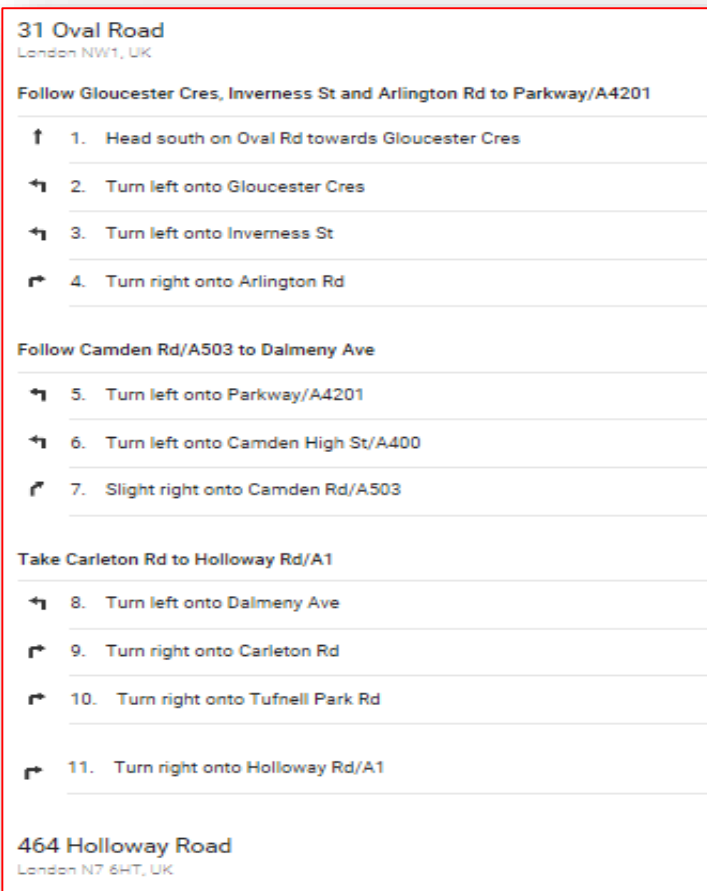 31 Oval Road
London NW1, UK
Follow Gloucester Cres, Inverness St and Arlington Rd to Parkway/A4201
1. Head south on Oval Rd towards Gloucester Cres
2. Turn left onto Gloucester Cres
3. Turn left onto Inverness St
4. Turn right onto Arlington Rd
Follow Camden Rd/A503 to Dalmeny Ave
5. Turn left onto Parkway/A4201
6. Turn left onto Camden High St/A400
7. Slight right onto Camden Rd/A503
Take Carleton Rd to Holloway Rd/A1
8. Turn left onto Dalmeny Ave
9. Turn right onto Carleton Rd
10. Turn right onto Tufnell Park Rd
11. Turn right onto Holloway Rd/A1
464 Holloway Road
London N7 6HT, UK